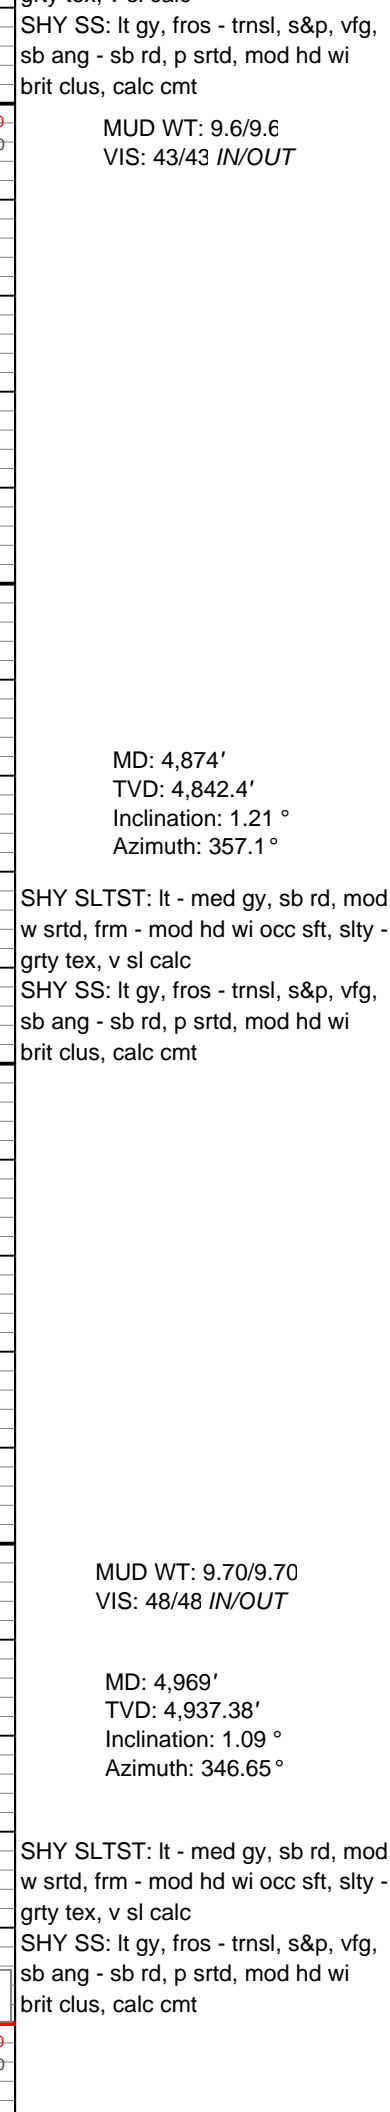 SHY SS: lt gy, fros - trnsl, s&p, vfg,
sb ang - sb rd, p srtd, mod hd wi
brit clus, calc cmt
MUD WT: 9.6/9.6
VIS: 43/43 IN/OUT
MD: 4,874′
TVD: 4,842.4′
Inclination: 1.21 °
Azimuth: 357.1°
SHY SLTST: lt - med gy, sb rd, mod
w srtd, frm - mod hd wi occ sft, slty -
grty tex, v sl calc
SHY SS: lt gy, fros - trnsl, s&p, vfg,
sb ang - sb rd, p srtd, mod hd wi
brit clus, calc cmt
MUD WT: 9.70/9.70
VIS: 48/48 IN/OUT
MD: 4,969′
TVD: 4,937.38′
Inclination: 1.09 °
Azimuth: 346.65°
SHY SLTST: lt - med gy, sb rd, mod
w srtd, frm - mod hd wi occ sft, slty -
grty tex, v sl calc
SHY SS: lt gy, fros - trnsl, s&p, vfg,
sb ang - sb rd, p srtd, mod hd wi
brit clus, calc cmt